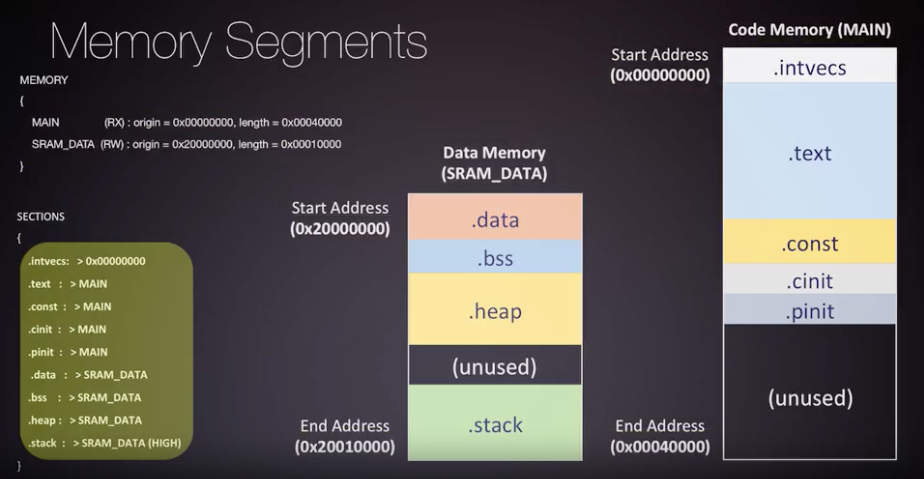 Memory Segments
MEMORY
{
MAIN (RX) : origin = 0x00000000, length = 0x00040000
SRAM_DATA (RW) : origin = 0x20000000, length = 0x00010000
}
SECTIONS
{
.intvecs: > 0x00000000
.text : > MAIN
.const : > MAIN
.cinit : > MAIN
.pinit : > MAIN
.data : > SRAM_DATA
.bss : > SRAM_DATA
.heap : > SRAM_DATA
.stack : > SRAM_DATA (HIGH)
}
Data Memory
(SRAM_DATA)
Start Address
(0x20000000)
.data
.bss
.heap
(unused)
.stack
End Address
(0x20010000)
Code Memory (MAIN)
Start Address
(0x00000000)
.intvecs
.text
.const
.cinit
.pinit
(unused)
End Address
(0x00040000)